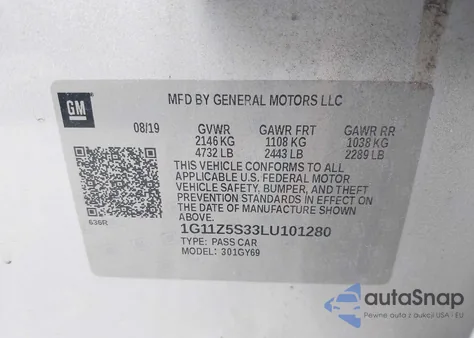 GM
MFD BY GENERAL MOTORS LLC
08/19 GVWR GAWR FRT GAWR RR
2146 KG 1108 KG 1038 KG
4732 LB 2443 LB 2289 LB
THIS VEHICLE CONFORMS TO ALL
APPLICABLE U.S. FEDERAL MOTOR
VEHICLE SAFETY, BUMPER, AND THEFT
PREVENTION STANDARDS IN EFFECT ON
THE DATE OF MANUFACTURE SHOWN
ABOVE.
636R
1G11Z5S33LU101280
TYPE: PASS CAR
MODEL: 301GY69
autoSnap
Pewne auto z aukcji USA - EU